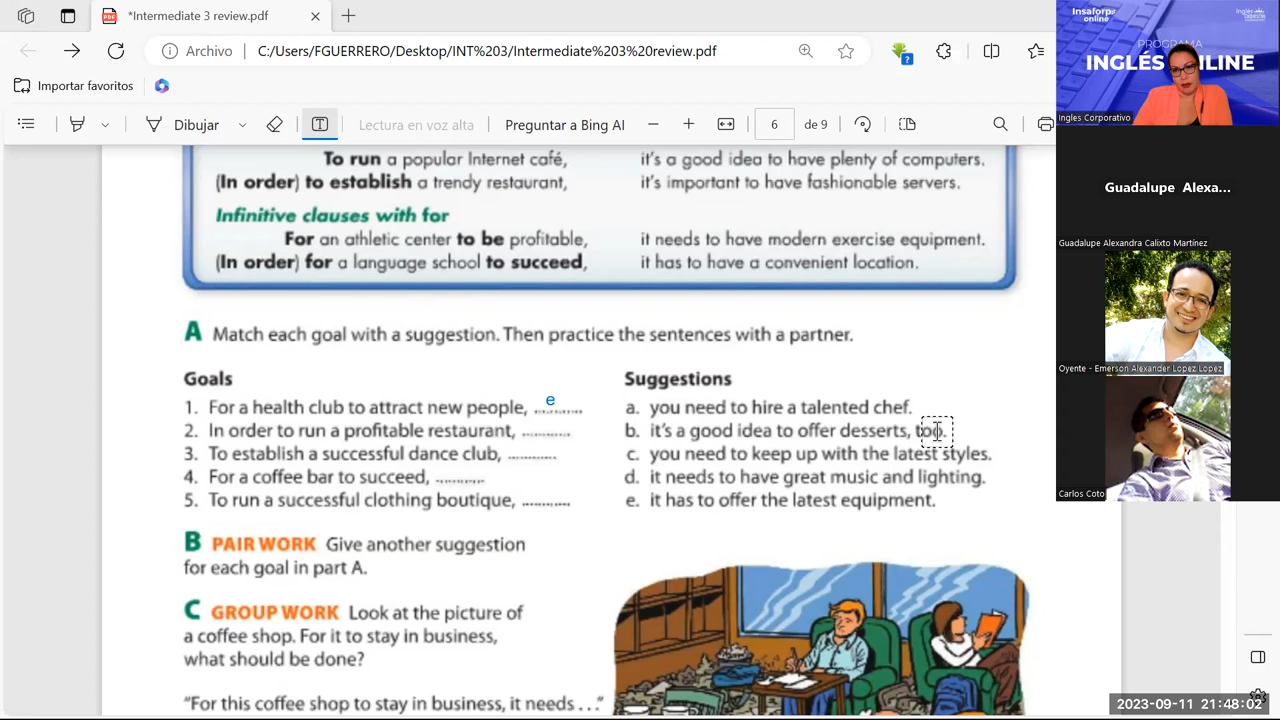 *Intermediate 3 review.pdf
Archivo
C:/Users/FGUERRERO/Desktop/INT%203/Intermediate%203%20review.pdf
Importar favoritos
Dibujar
Lectura en voz alta
Preguntar a Bing AI
6
de 9
To run a popular Internet café, it's a good idea to have plenty of computers.
(In order) to establish a trendy restaurant, it's important to have fashionable servers.
Infinitive clauses with for
For an athletic center to be profitable, it needs to have modern exercise equipment.
(In order) for a language school to succeed, it has to have a convenient location.
A Match each goal with a suggestion. Then practice the sentences with a partner.
Goals
1. For a health club to attract new people, e
2. In order to run a profitable restaurant, ........
3. To establish a successful dance club, ........
4. For a coffee bar to succeed, ........
5. To run a successful clothing boutique, ........
Suggestions
a. you need to hire a talented chef.
b. it's a good idea to offer desserts, too.
c. you need to keep up with the latest styles.
d. it needs to have great music and lighting.
e. it has to offer the latest equipment.
B PAIR WORK Give another suggestion
for each goal in part A.
C GROUP WORK Look at the picture of
a coffee shop. For it to stay in business,
what should be done?
"For this coffee shop to stay in business, it needs . . ."
Insaforp
online
PROGRAMA
INGLÉS
Ingles Corporativo
Guadalupe Alexa...
Guadalupe Alexandra Calixto Martínez
Oyente - Emerson Alexander Lopez Lopez
Carlos Coto
2023-09-11 21:48:02